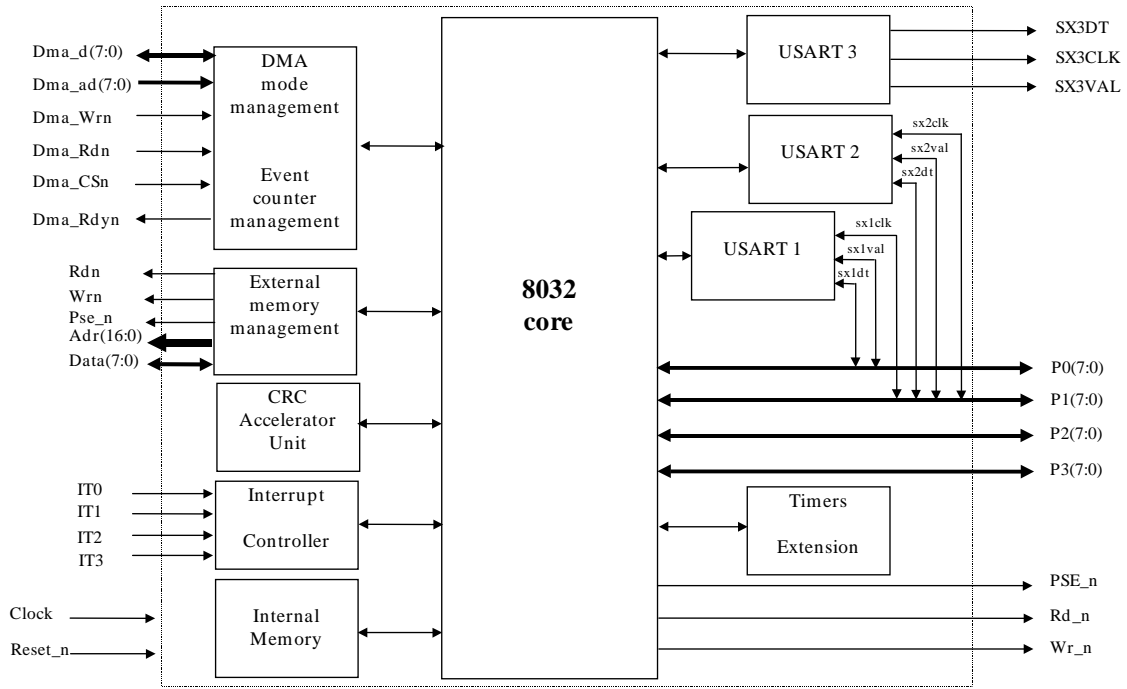 Dma_d(7:0)
Dma_ad(7:0)
Dma_Wrn
Dma_Rdn
Dma_CSn
Dma_Rdyn
Rdn
Wrn
Pse_n
Adr(16:0)
Data(7:0)
IT0
IT1
IT2
IT3
Clock
Reset_n
DMA
mode
management
Event
counter
management
External
memory
management
CRC
Accelerator
Unit
Interrupt
Controller
Internal
Memory
8032
core
USART 3
USART 2
USART 1
sx2clk
sx2val
sx2dt
sx1clk
sx1val
sx1dt
Timers
Extension
SX3DT
SX3CLK
SX3VAL
P0(7:0)
P1(7:0)
P2(7:0)
P3(7:0)
PSE_n
Rd_n
Wr_n